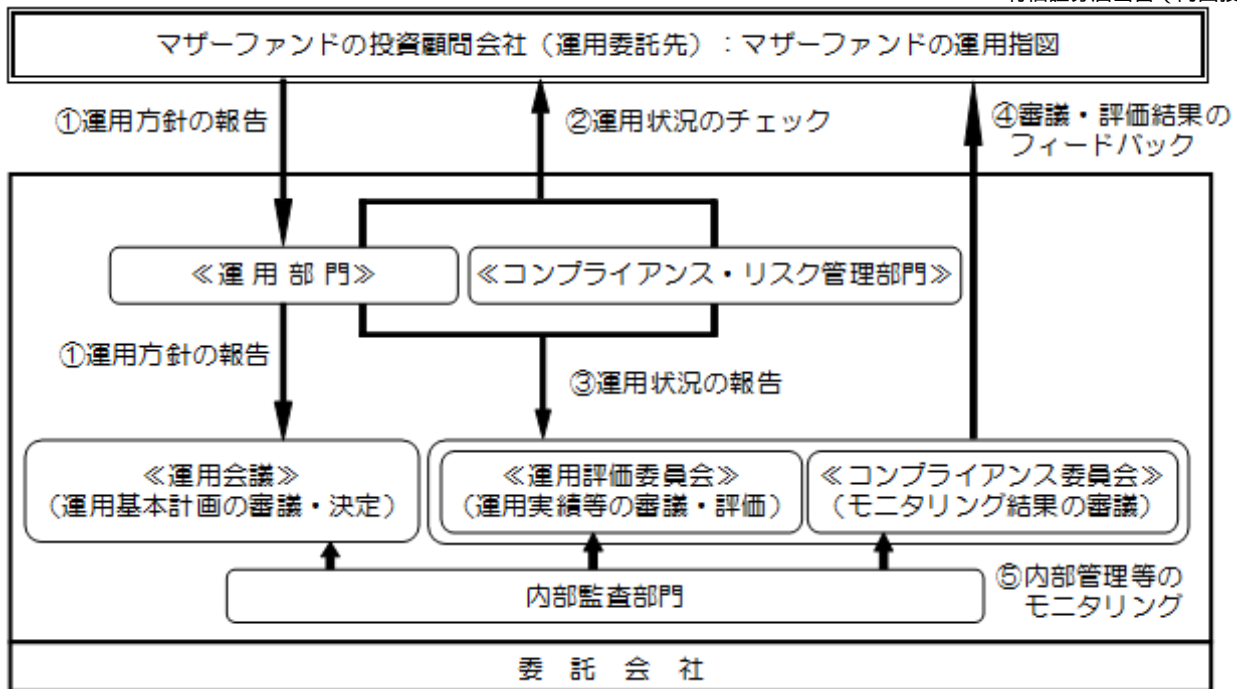 マザーファンドの投資顧問会社（運用委託先）：マザーファンドの運用指図
①運用方針の報告
②運用状況のチェック
④審議・評価結果の
フィードバック
≪運 用 部 門≫
≪コンプライアンス・リスク管理部門≫
①運用方針の報告
③運用状況の報告
≪運用会議≫
（運用基本計画の審議・決定）
≪運用評価委員会≫
（運用実績等の審議・評価）
≪コンプライアンス委員会≫
（モニタリング結果の審議）
内部監査部門
⑤内部管理等の
モニタリング
委 託 会 社